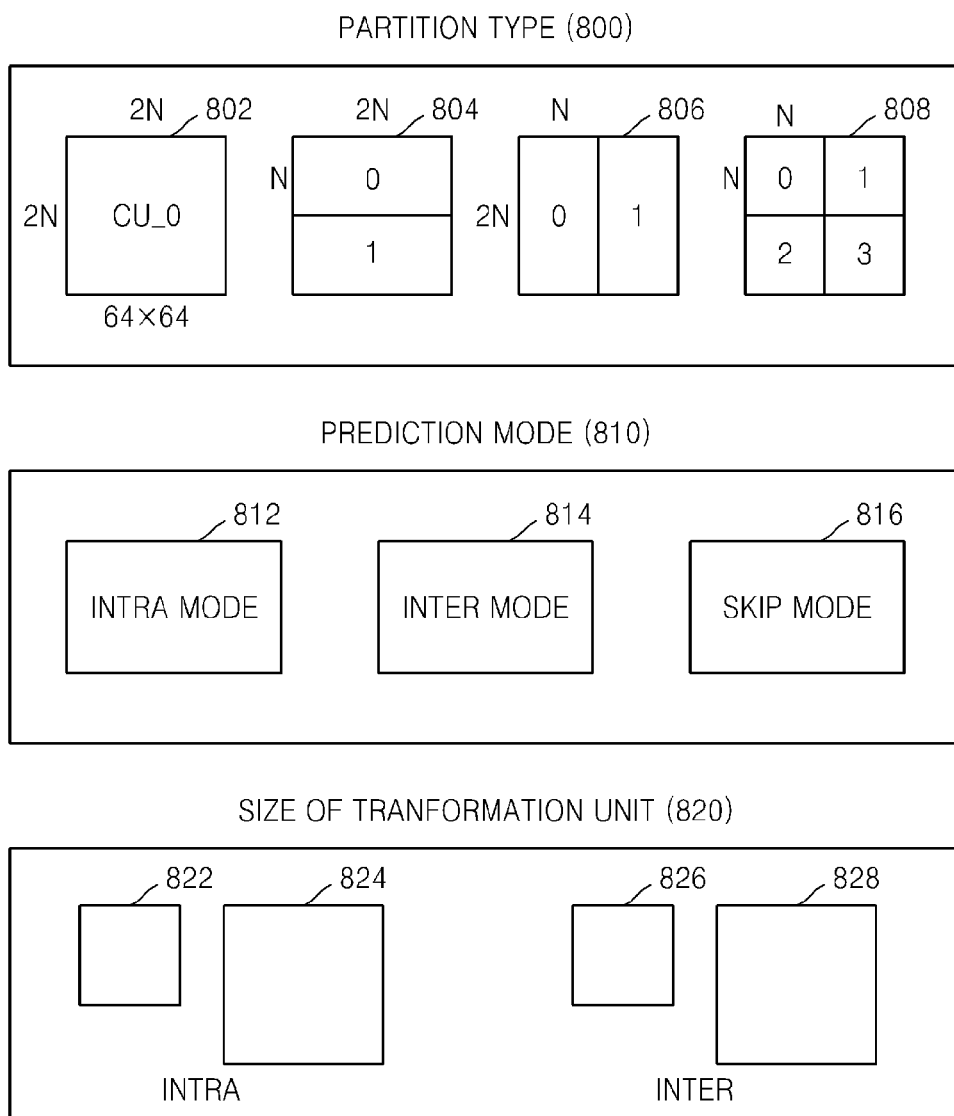 PARTITION TYPE (800)
2N 802 2N 804 N 806 N 808
N 0 N 0 1
2N CU_0 2N 0 1
1 2 3
64×64
PREDICTION MODE (810)
812 814 816
INTRA MODE INTER MODE SKIP MODE
SIZE OF TRANFORMATION UNIT (820)
822 824 826 828
INTRA INTER